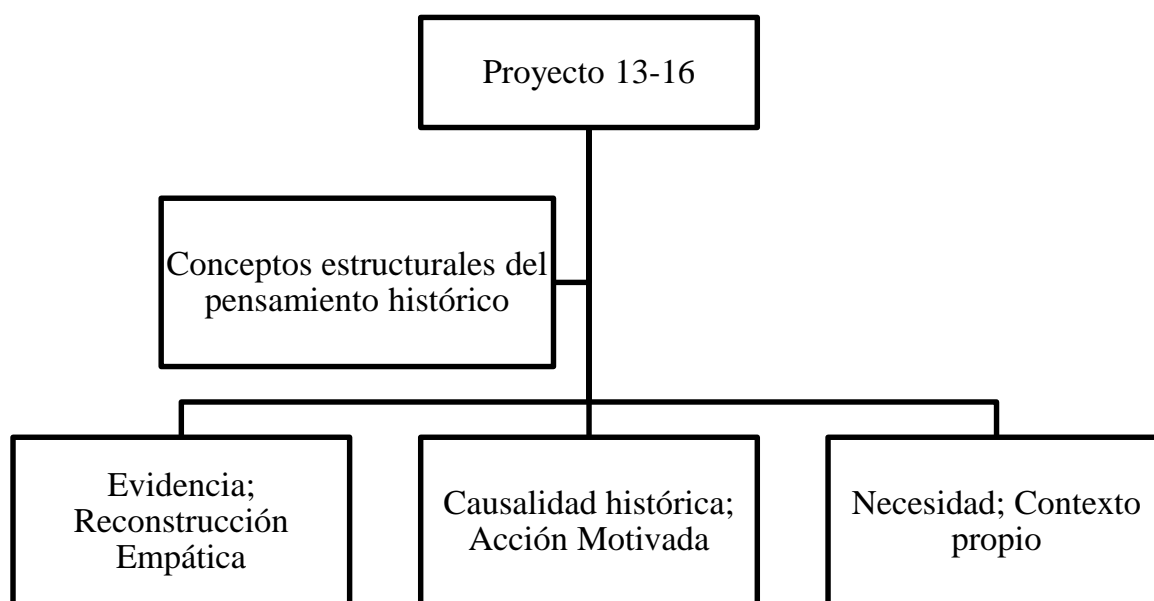 Proyecto 13-16
Conceptos estructurales del
pensamiento histórico
Evidencia;
Reconstrucción
Empática
Causalidad histórica;
Acción Motivada
Necesidad; Contexto
propio